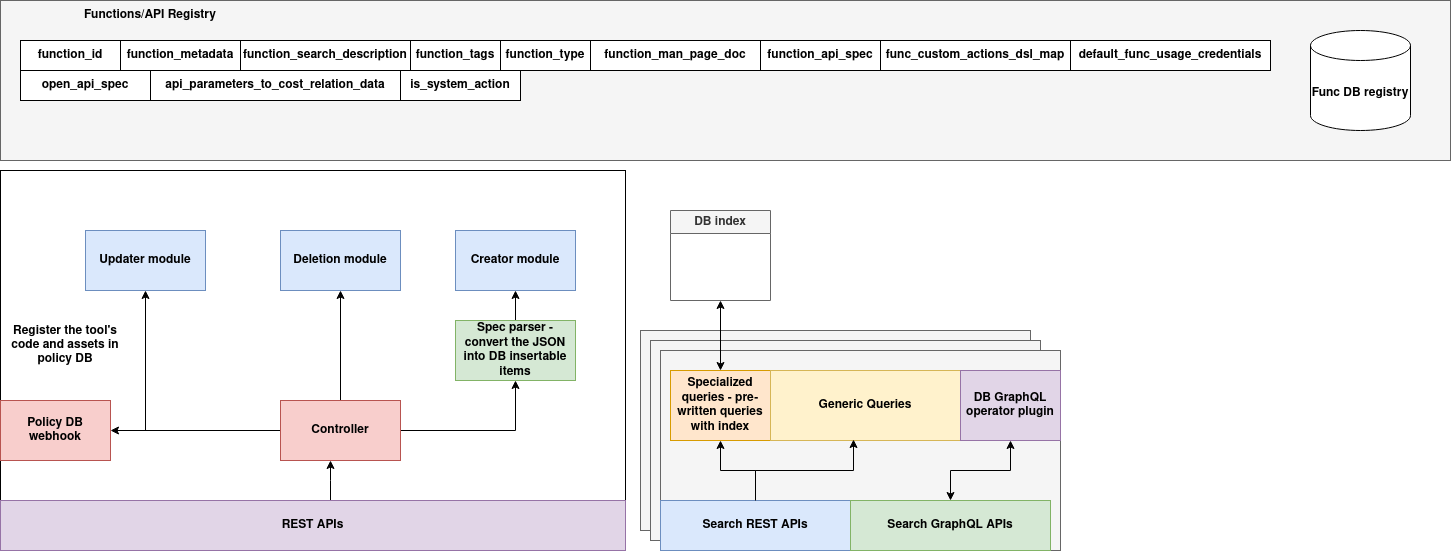 Functions/API Registry
function_id
function_metadata
function_search_description
function_tags
function_type
function_man_page_doc
function_api_spec
func_custom_actions_dsl_map
default_func_usage_credentials
open_api_spec
api_parameters_to_cost_relation_data
is_system_action
Func DB registry
Updater module
Deletion module
Creator module
Register the tool's
code and assets in
policy DB
Spec parser -
convert the JSON
into DB insertable
items
Policy DB
webhook
Controller
REST APIs
DB index
Specialized
queries - pre-
written queries
with index
Generic Queries
DB GraphQL
operator plugin
Search REST APIs
Search GraphQL APIs